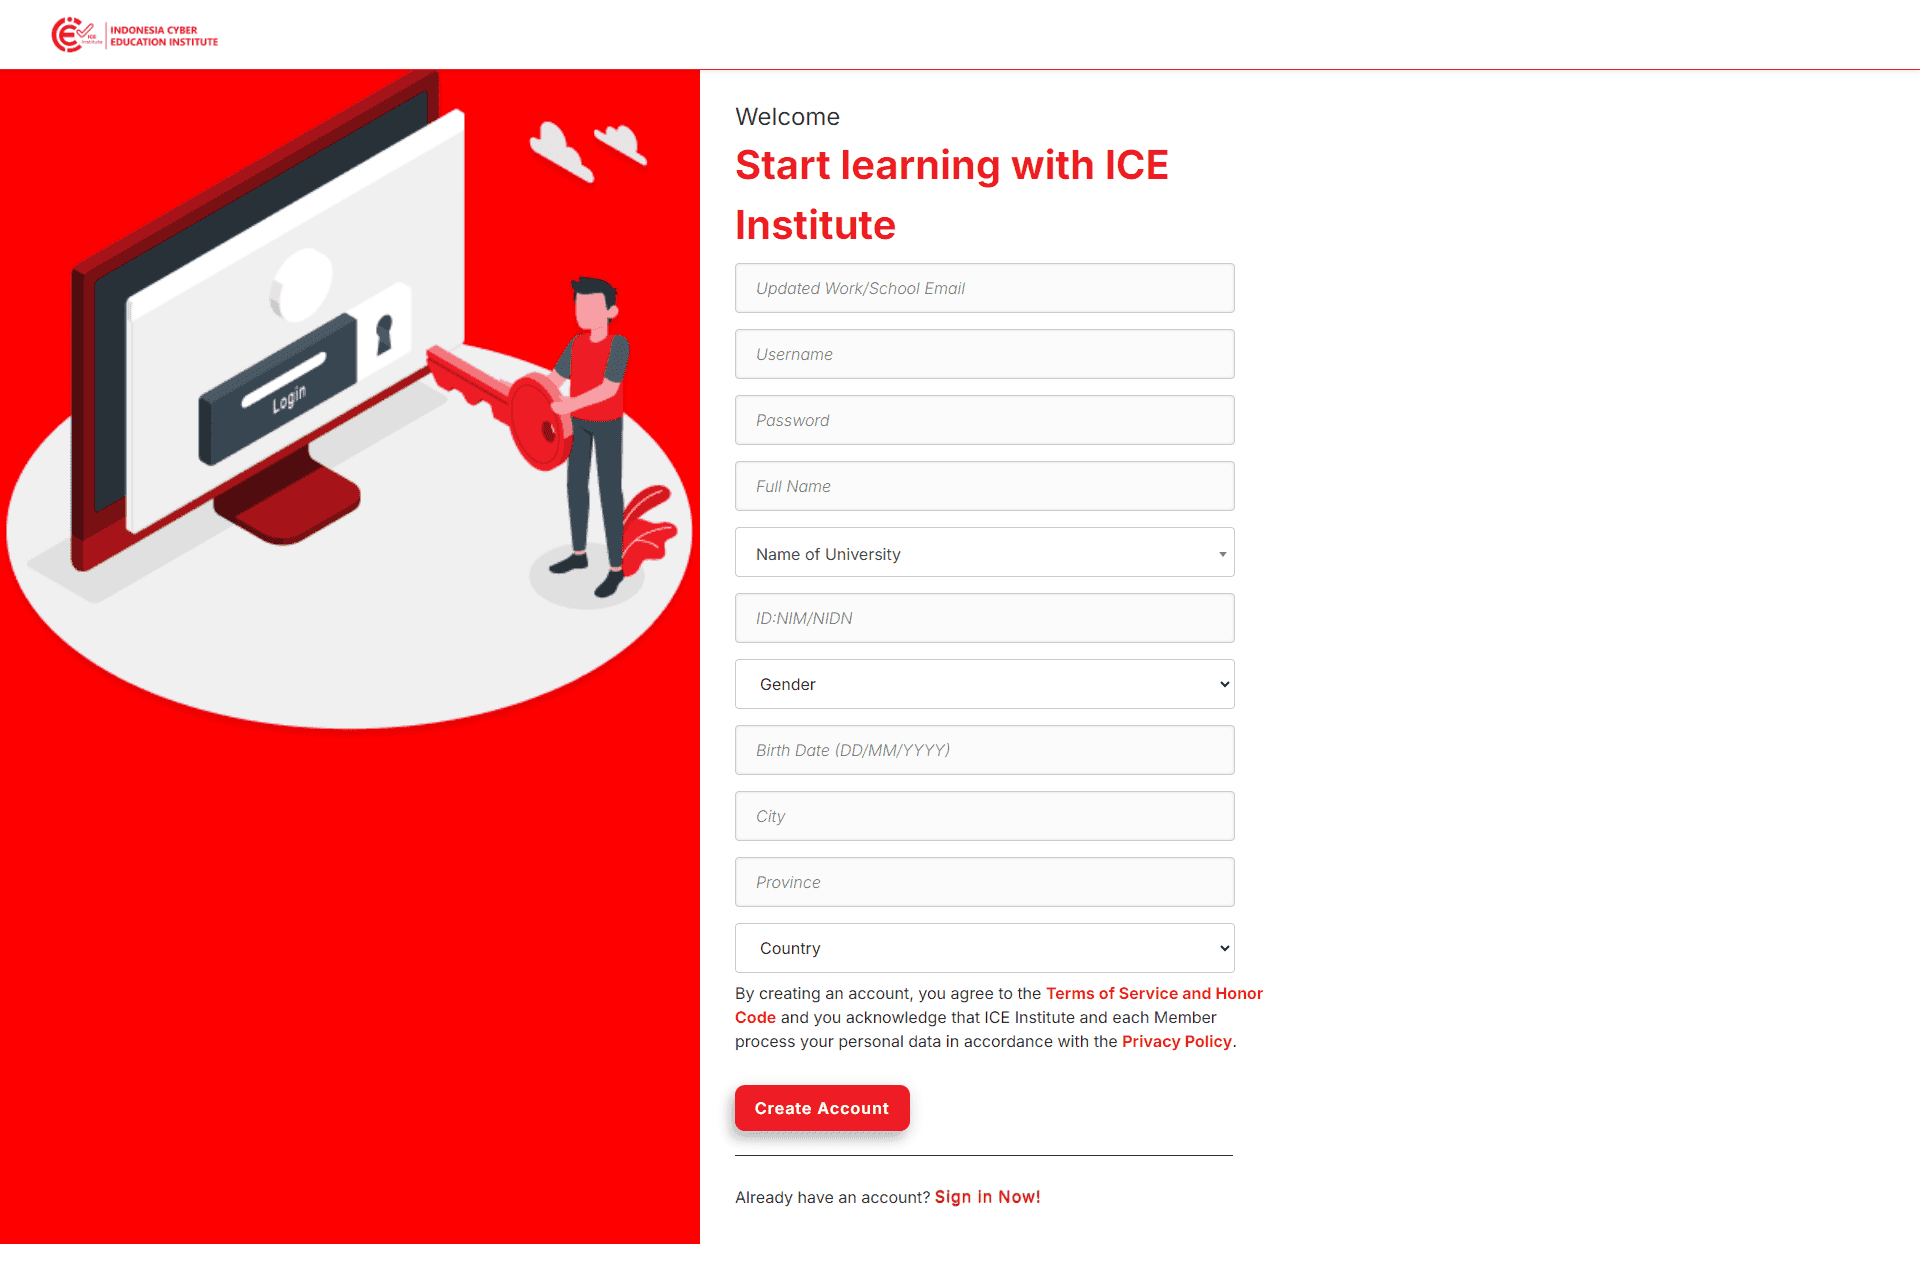 ICE
Institute
INDONESIA CYBER
EDUCATION INSTITUTE
Login
Welcome
Start learning with ICE
Institute
Updated Work/School Email
Username
Password
Full Name
Name of University
ID:NIM/NIDN
Gender
Birth Date (DD/MM/YYYY)
City
Province
Country
By creating an account, you agree to the Terms of Service and Honor
Code and you acknowledge that ICE Institute and each Member
process your personal data in accordance with the Privacy Policy.
Create Account
Already have an account? Sign in Now!